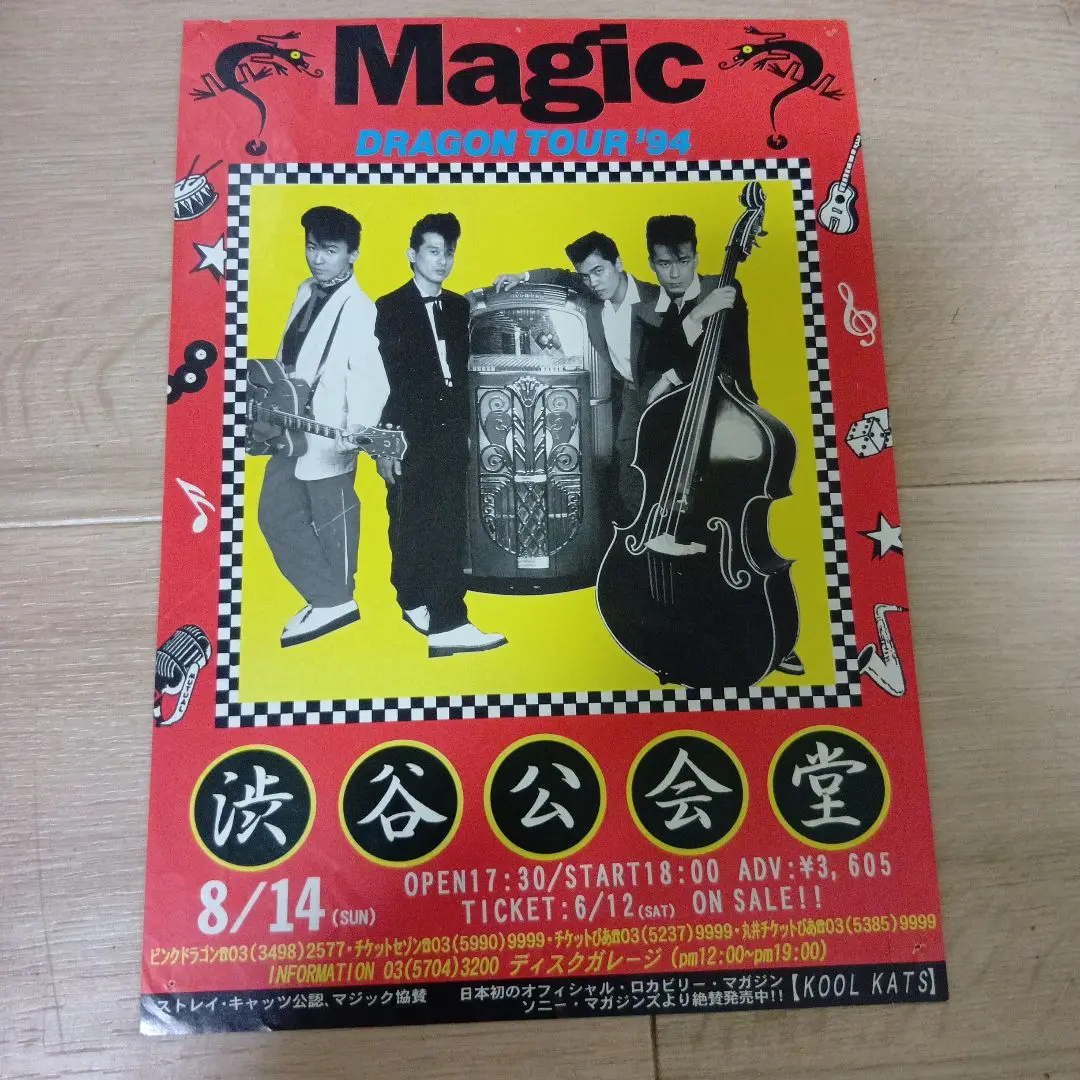 Magic
DRAGON TOUR '94
渋谷公会堂
8/14(SUN)
OPEN17:30/START18:00 ADV:¥3,605
TICKET:6/12(SAT) ON SALE!!
ピンクドラゴン☎03(3498)2577・チケットセゾン☎03(5990)9999・チケットぴあ☎03(5237)9999・丸井チケットぴあ☎03(5385)9999
INFORMATION 03(5704)3200 ディスクガレージ (pm12:00~pm19:00)
ストレイ・キャッツ公認、マジック協賛
日本初のオフィシャル・ロカビリー・マガジン
ソニー・マガジンズより絶賛発売中!!
【KOOL KATS】